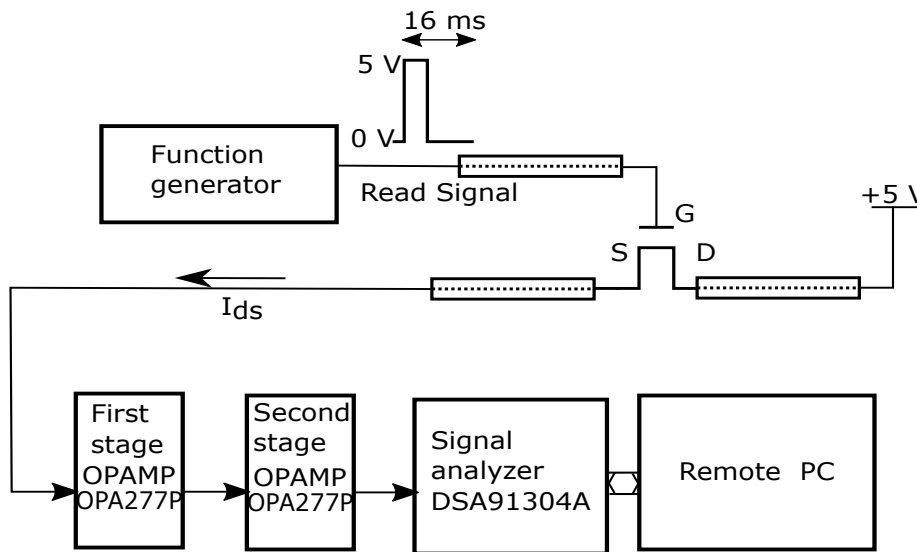 16 ms
5 V
0 V
Function
generator
Read Signal
G
+5 V
S
D
Ids
First
stage
OPAMP
OPA277P
Second
stage
OPAMP
OPA277P
Signal
analyzer
DSA91304A
Remote PC